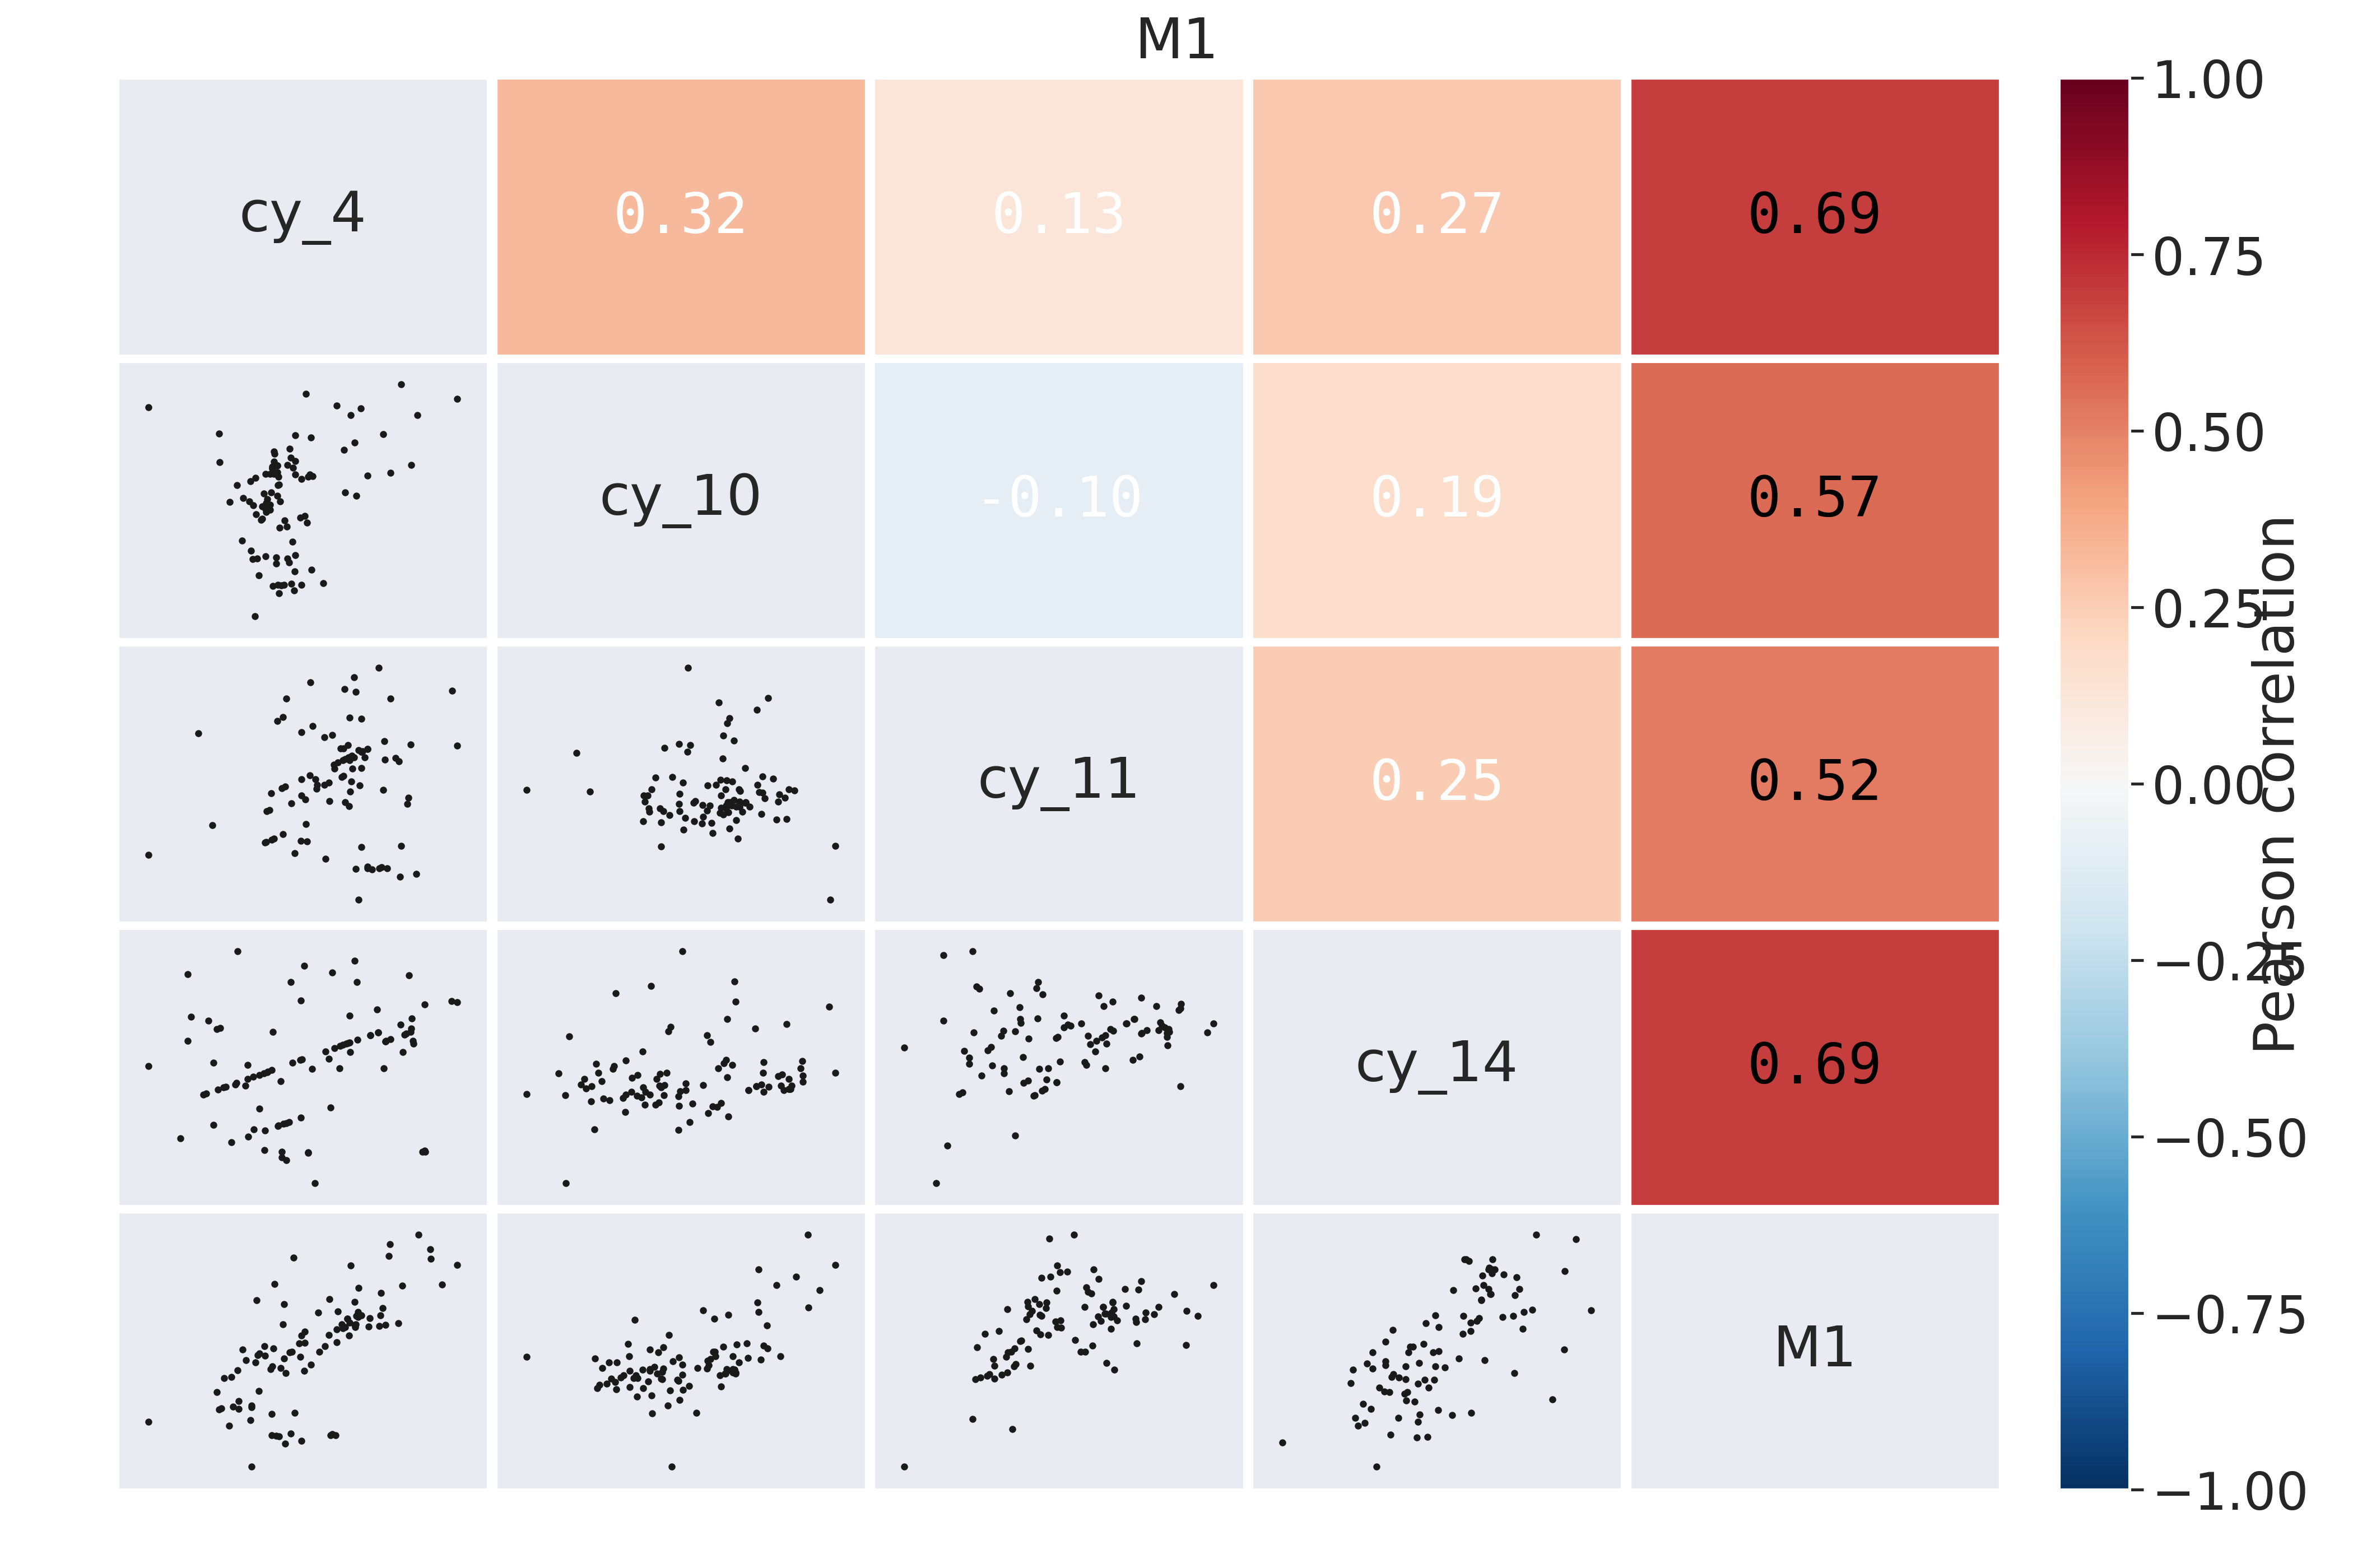 M1
cy_4 0.32 0.13 0.27 0.69
cy_10 -0.10 0.19 0.57
cy_11 0.25 0.52
cy_14 0.69
M1
1.00
0.75
0.50
0.25
0.00
−0.25
−0.50
−0.75
−1.00
Pearson correlation